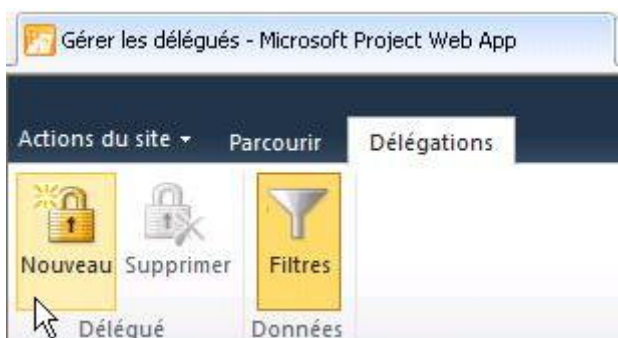 Gérer les délégués - Microsoft Project Web App
Actions du site Parcourir Délégations
Nouveau Supprimer Filtres
Délégué Données